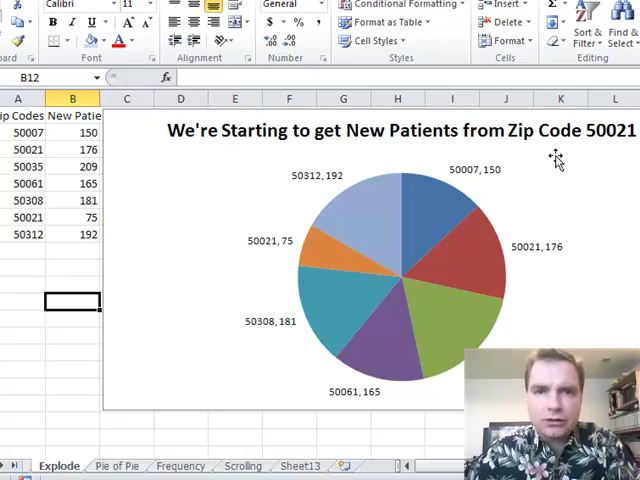 Calibri 11 General Conditional Formatting Insert
B I U $ % , Format as Table Delete Sort & Find &
A Cell Styles Format Filter Select
Font Alignment Number Styles Cells Editing
B12 fx
A B C D E F G H I J K L
ip Codes New Patie
50007 150
50021 176
50035 209
50061 165
50308 181
50021 75
50312 192
We're Starting to get New Patients from Zip Code 50021
50312, 192
50007, 150
50021, 75
50021, 176
50308, 181
50061, 165
Explode Pie of Pie Frequency Scrolling Sheet13